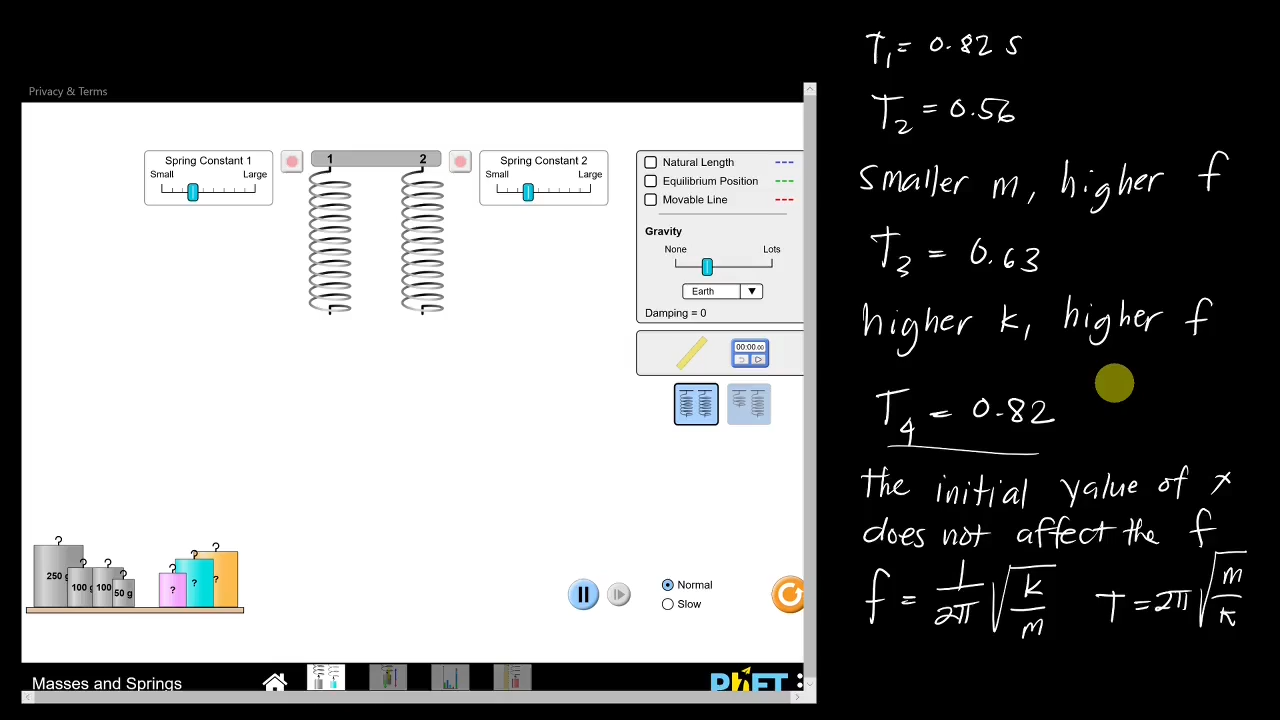 Privacy & Terms
Spring Constant 1
Small Large
1 2
Spring Constant 2
Small Large
Natural Length
Equilibrium Position
Movable Line
Gravity
None Lots
Earth
Damping = 0
00:00.00
250 g
100 g
100
50 g
?
?
?
Normal
Slow
Masses and Springs
PhET
T₁ = 0.82 s
T₂ = 0.56
smaller m, higher f
T₃ = 0.63
higher k, higher f
T₄ = 0.82
the initial value of x
does not affect the f
f = 1/2π √k/m T = 2π √m/k